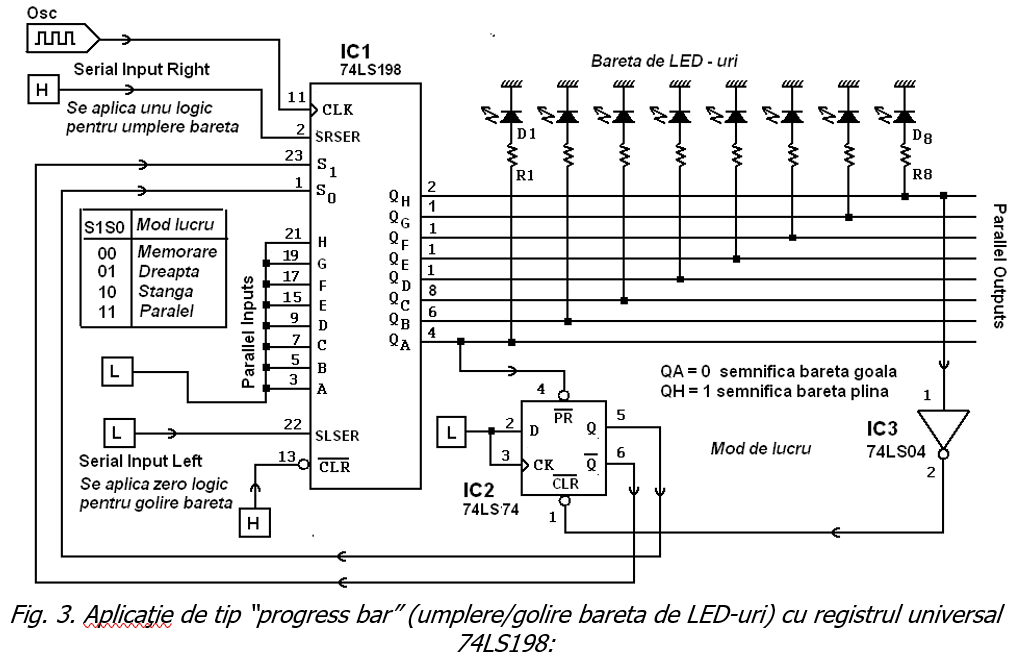 Osc
IC1
74LS198
Serial Input Right
H
Se aplica unu logic
pentru umplere bareta
11
CLK
2
SRSER
23
S1
1
S0
S1S0 Mod lucru
00 Memorare
01 Dreapta
10 Stanga
11 Paralel
Parallel Inputs
21 H
19 G
17 F
15 E
9 D
7 C
5 B
3 A
L
L
22
SLSER
Serial Input Left
13
CLR
Se aplica zero logic
pentru golire bareta
H
Bareta de LED - uri
D1
D8
R1
R8
QH 2
QG 1
QF 1
QE 1
QD 1
QC 8
QB 6
QA 4
Parallel Outputs
QA = 0 semnifica bareta goala
QH = 1 semnifica bareta plina
Mod de lucru
4
PR
L
2
D
Q
5
3
CK
Q
6
CLR
1
IC2
74LS74
1
IC3
74LS04
2
Fig. 3. Aplicaţie de tip “progress bar” (umplere/golire bareta de LED-uri) cu registrul universal
74LS198: